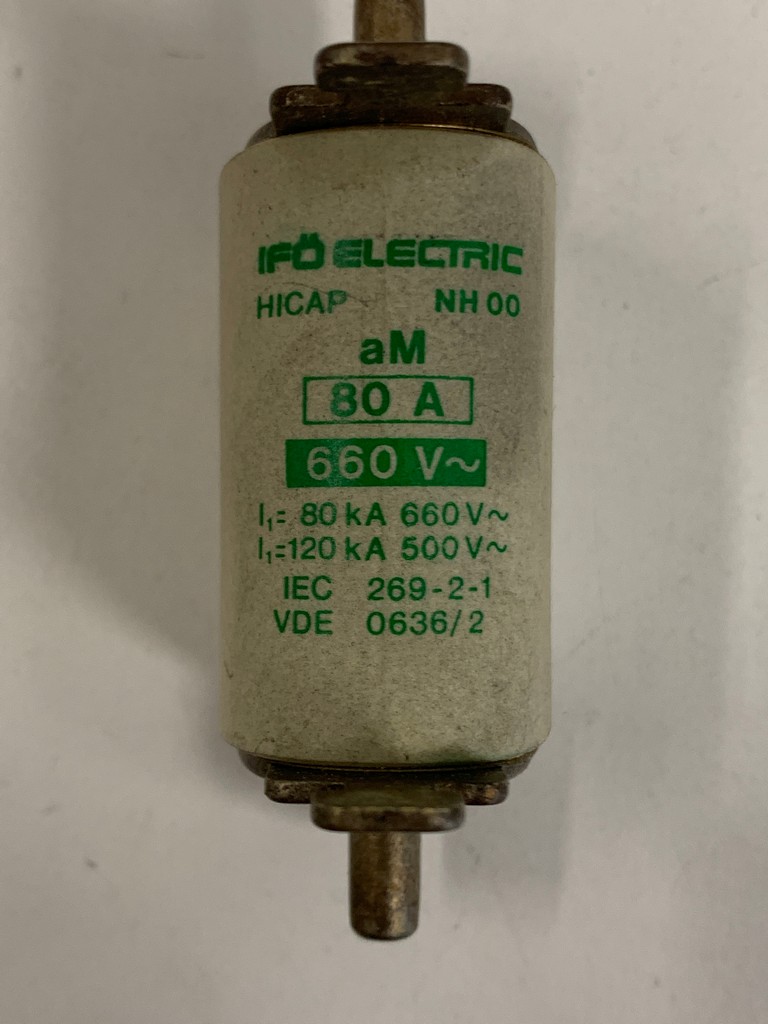 IFÖ ELECTRIC
HICAP NH 00
aM
80 A
660 V~
I₁= 80 kA 660 V~
I₁=120 kA 500 V~
IEC 269-2-1
VDE 0636/2